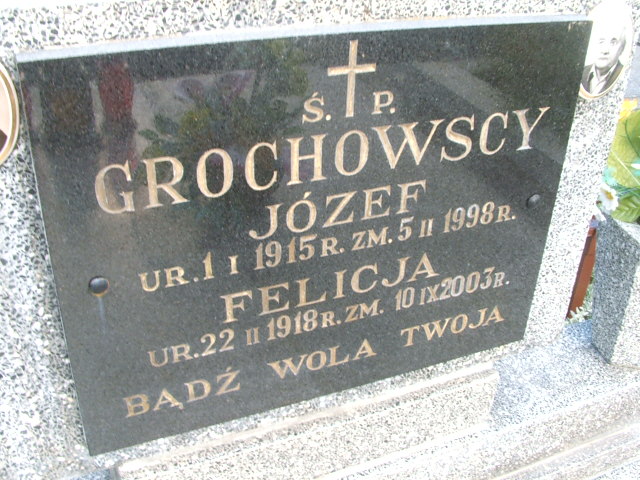 Ś. P.
GROCHOWSCY
JÓZEF
UR. 1 I 1915 R. ZM. 5 II 1998 R.
FELICJA
UR. 22 II 1918 R. ZM. 10 IX 2003 R.
BĄDŹ WOLA TWOJA